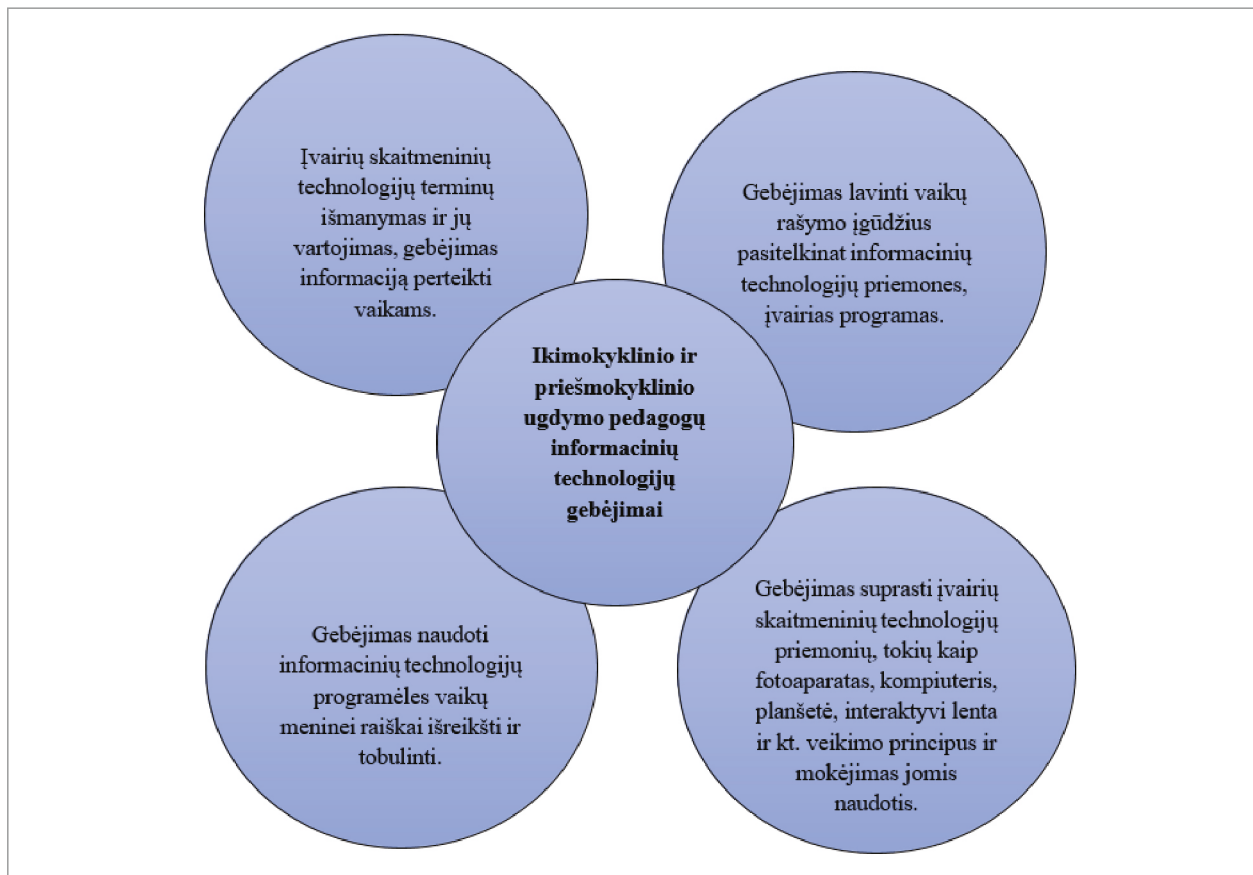 Įvairių skaitmeninių
technologijų terminų
išmanymas ir jų
vartojimas, gebėjimas
informaciją perteikti
vaikams.
Gebėjimas lavinti vaikų
rašymo įgūdžius
pasitelkinat informacinių
technologijų priemones,
įvairias programas.
Ikimokyklinio ir
priešmokyklinio
ugdymo pedagogų
informacinių
technologijų
gebėjimai
Gebėjimas naudoti
informacinių technologijų
programėles vaikų
meninei raiškai išreikšti ir
tobulinti.
Gebėjimas suprasti įvairių
skaitmeninių technologijų
priemonių, tokių kaip
fotoaparatas, kompiuteris,
planšetė, interaktyvi lenta
ir kt. veikimo principus ir
mokėjimas jomis
naudotis.